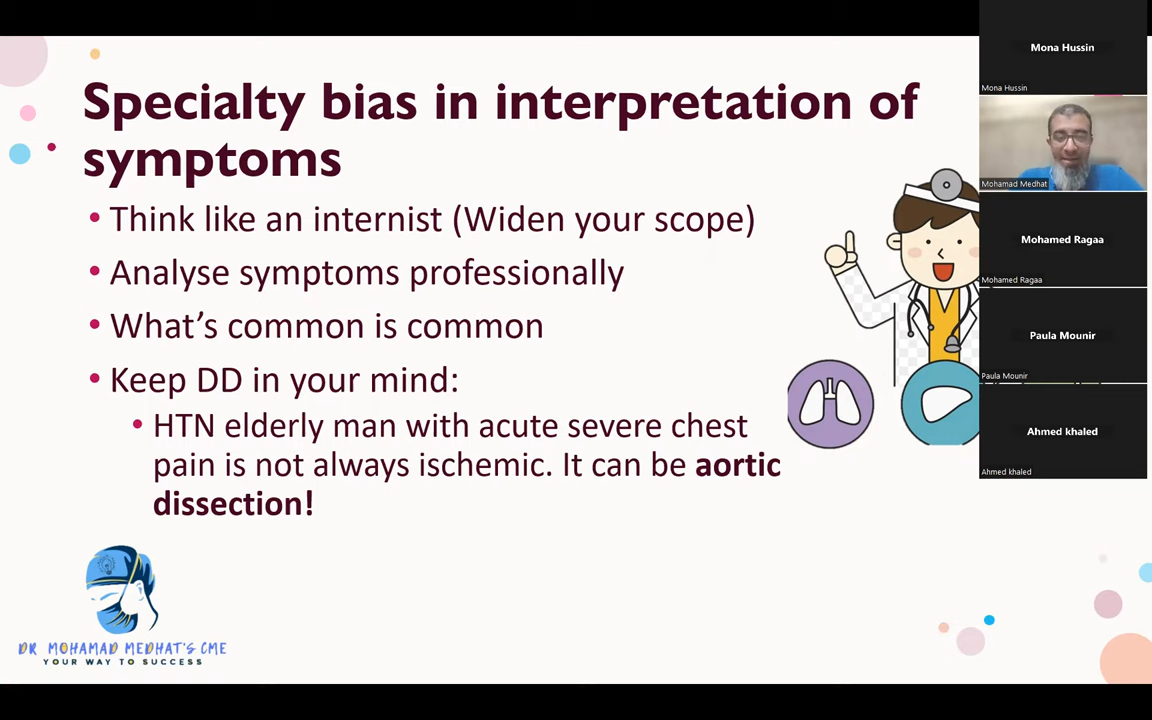 Specialty bias in interpretation of
symptoms
• Think like an internist (Widen your scope)
• Analyse symptoms professionally
• What's common is common
• Keep DD in your mind:
• HTN elderly man with acute severe chest
pain is not always ischemic. It can be aortic
dissection!
DR MOHAMAD MEDHAT'S CME
YOUR WAY TO SUCCESS
Mona Hussin
Mona Hussin
Mohamad Medhat
Mohamed Ragaa
Mohamed Ragaa
Paula Mounir
Paula Mounir
Ahmed khaled
Ahmed khaled